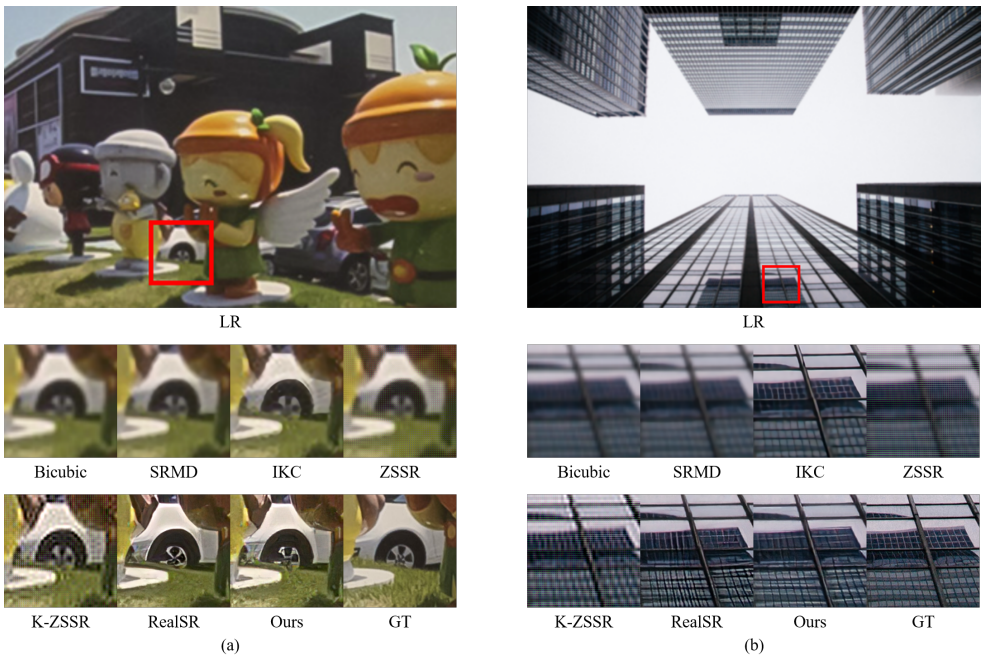 LR LR
Bicubic SRMD IKC ZSSR Bicubic SRMD IKC ZSSR
K-ZSSR RealSR Ours GT K-ZSSR RealSR Ours GT
(a) (b)